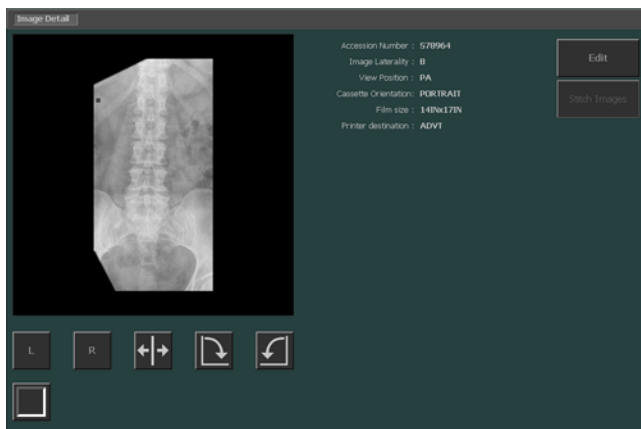 Image Detail
Accession Number : 578964
Image Laterality : B
View Position : PA
Cassette Orientation: PORTRAIT
Film size : 14INx17IN
Printer destination : ADVT
Edit
Stitch Images
L
R